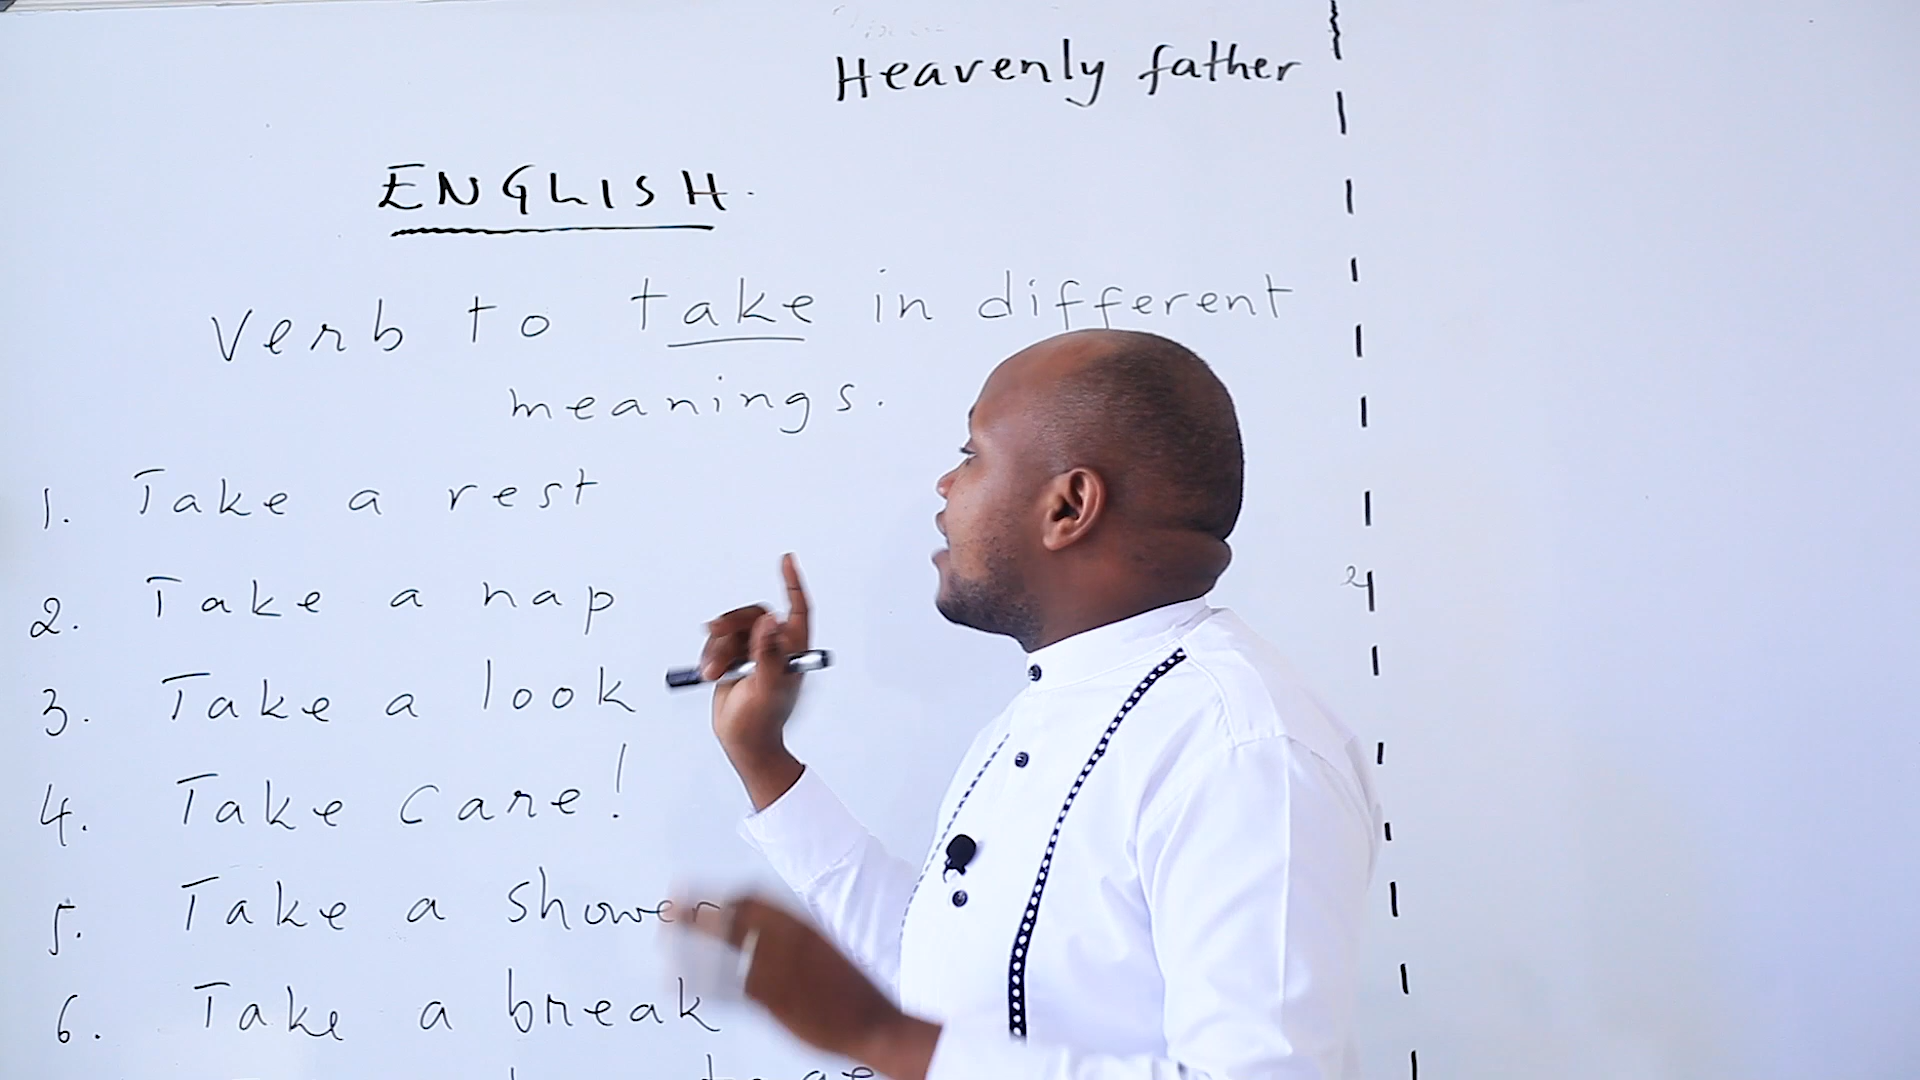 Heavenly father
ENGLISH.
Verb to take in different
meanings.
1. Take a rest
2. Take a nap
3. Take a look
4. Take care!
5. Take a shower
6. Take a break